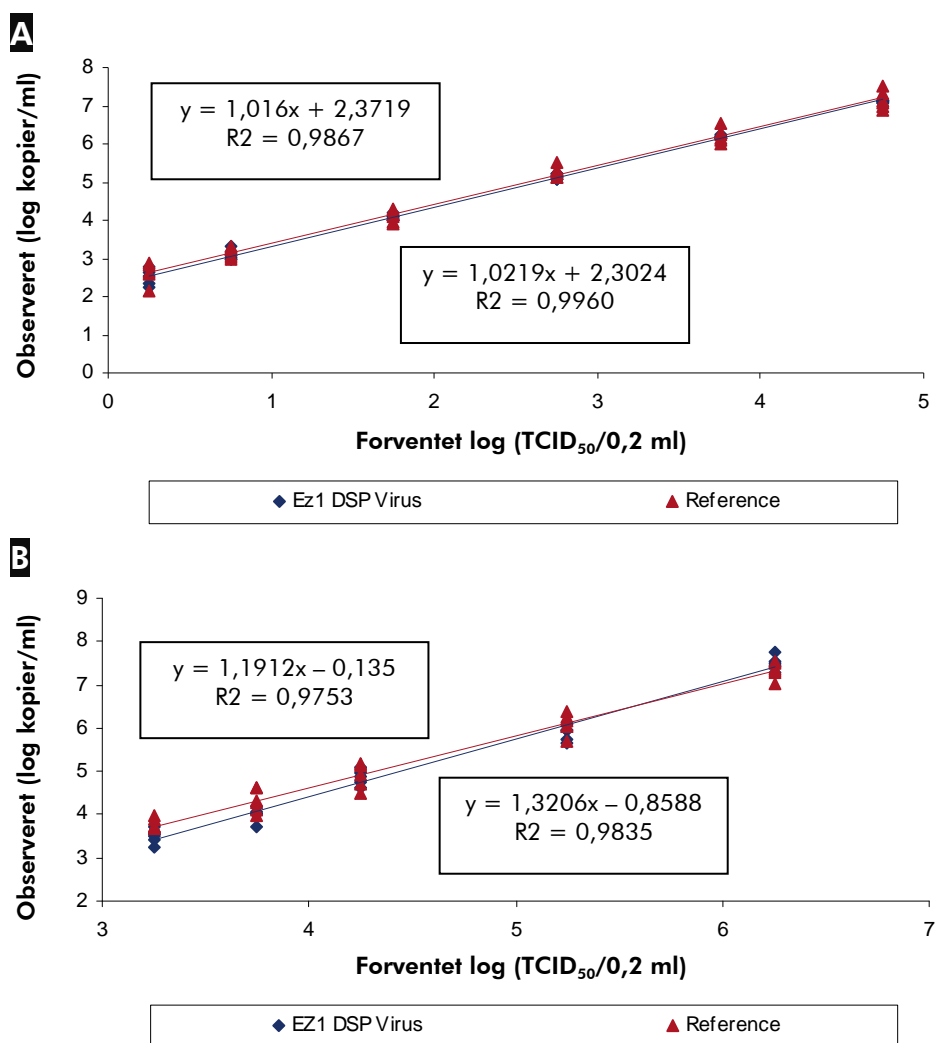 A
Observeret (log kopier/ml)
8
7
6
5
4
3
2
1
0
y = 1,016x + 2,3719
R2 = 0,9867
y = 1,0219x + 2,3024
R2 = 0,9960
0 1 2 3 4 5
Forventet log (TCID₅₀/0,2 ml)
Ez1 DSP Virus Reference
B
Observeret (log kopier/ml)
9
8
7
6
5
4
3
2
y = 1,1912x – 0,135
R2 = 0,9753
y = 1,3206x – 0,8588
R2 = 0,9835
3 4 5 6 7
Forventet log (TCID₅₀/0,2 ml)
EZ1 DSP Virus Reference